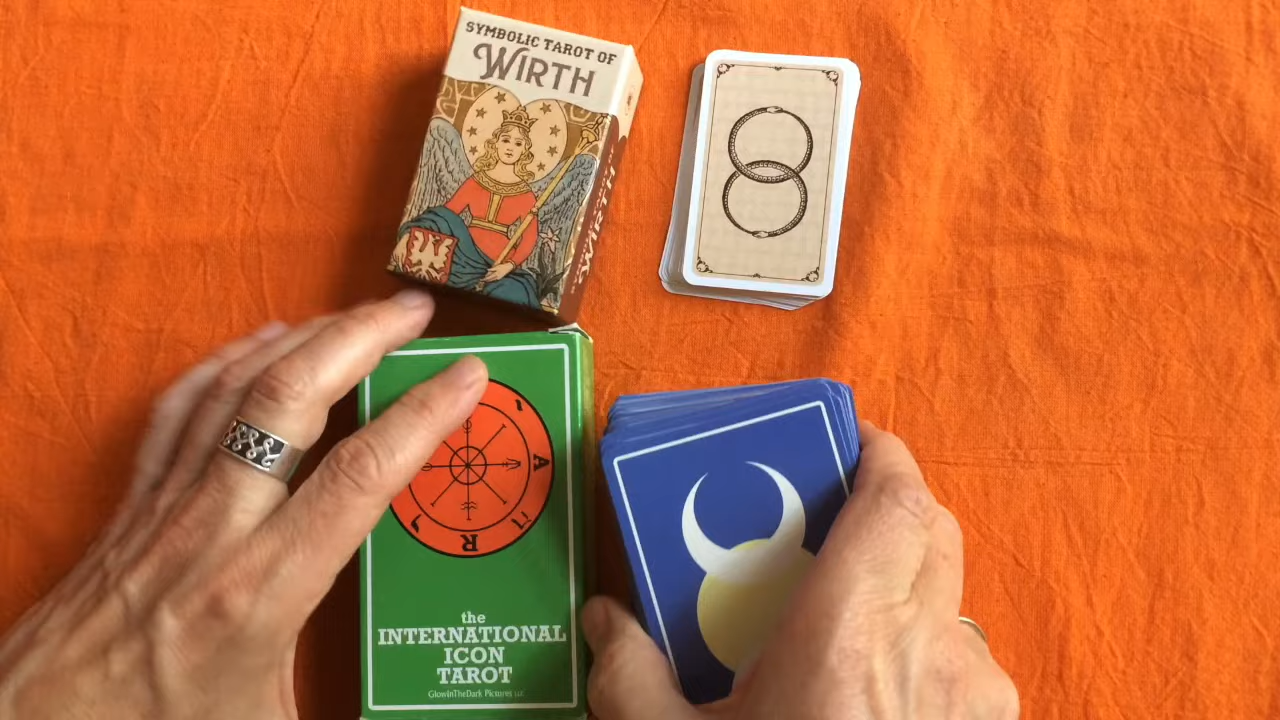 SYMBOLIC TAROT OF
WIRTH
WIRTH
the
INTERNATIONAL
ICON
TAROT
GlowInTheDark Pictures LLC
A
R